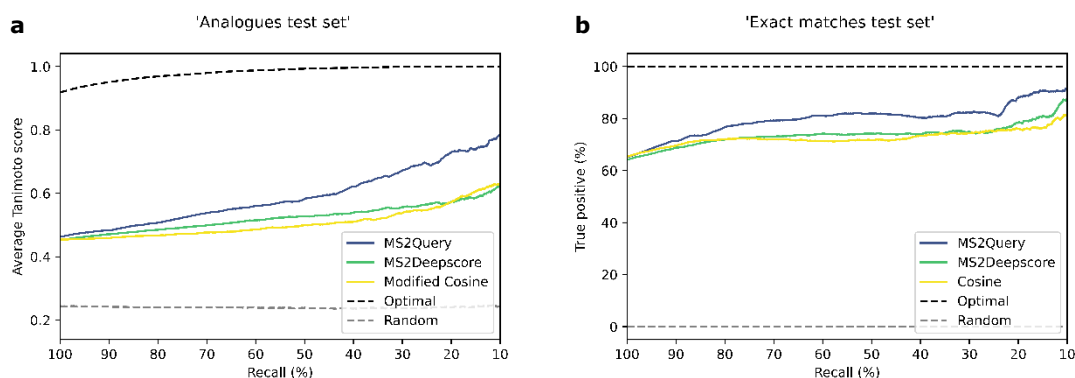 a
'Analogues test set'
Average Tanimoto score
1.0
0.8
0.6
0.4
0.2
MS2Query
MS2Deepscore
Modified Cosine
Optimal
Random
100 90 80 70 60 50 40 30 20 10
Recall (%)
b
'Exact matches test set'
True positive (%)
100
80
60
40
20
0
MS2Query
MS2Deepscore
Cosine
Optimal
Random
100 90 80 70 60 50 40 30 20 10
Recall (%)